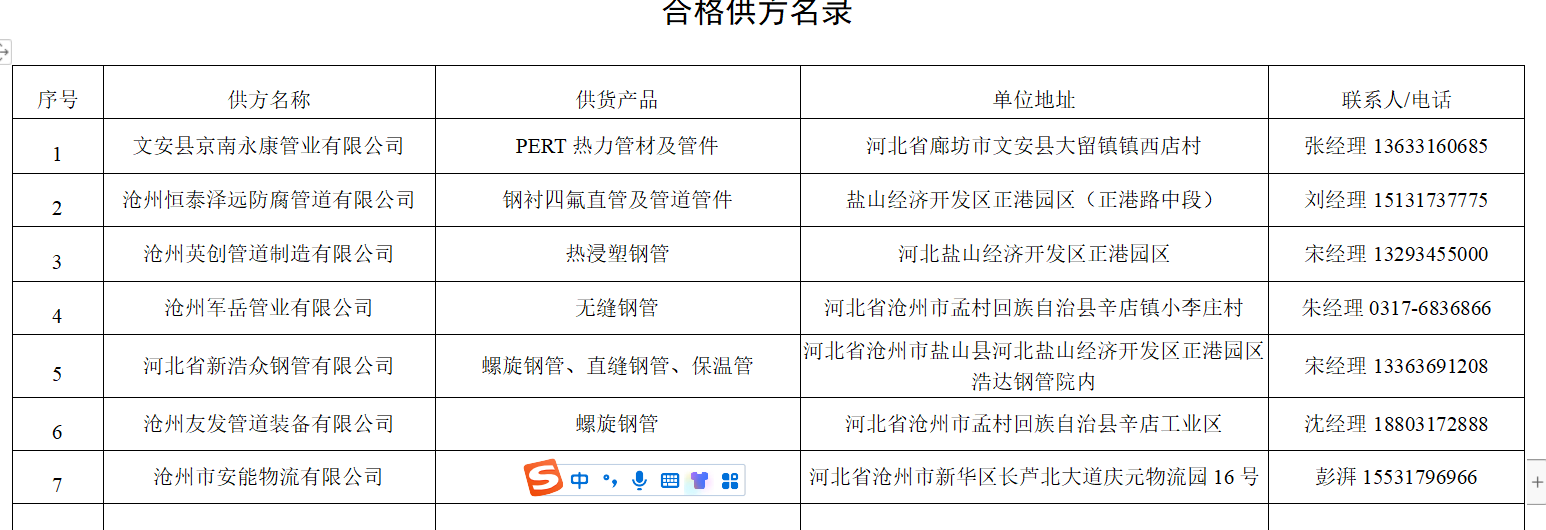 合格供方名录
序号 供方名称 供货产品 单位地址 联系人/电话
1 文安县京南永康管业有限公司 PERT 热力管材及管件 河北省廊坊市文安县大留镇镇西店村 张经理 13633160685
2 沧州恒泰泽远防腐管道有限公司 钢衬四氟直管及管道管件 盐山经济开发区正港园区（正港路中段） 刘经理 15131737775
3 沧州英创管道制造有限公司 热浸塑钢管 河北盐山经济开发区正港园区 宋经理 13293455000
4 沧州军岳管业有限公司 无缝钢管 河北省沧州市孟村回族自治县辛店镇小李庄村 朱经理 0317-6836866
5 河北省新浩众钢管有限公司 螺旋钢管、直缝钢管、保温管 河北省沧州市盐山县河北盐山经济开发区正港园区
浩达钢管院内 宋经理 13363691208
6 沧州友发管道装备有限公司 螺旋钢管 河北省沧州市孟村回族自治县辛店工业区 沈经理 18803172888
7 沧州市安能物流有限公司 S 中 °, 河北省沧州市新华区长芦北大道庆元物流园 16 号 彭湃 15531796966